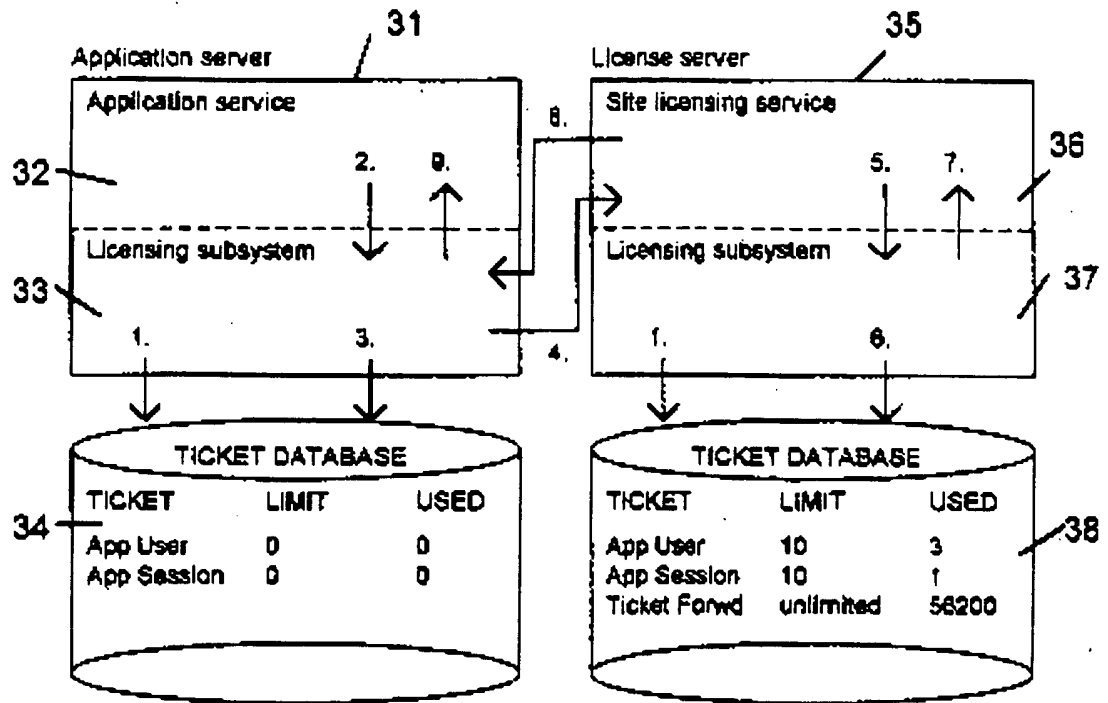 31
35
Application server
License server
Application service
Site licensing service
8.
32
2.
9.
5.
7.
36
Licensing subsystem
Licensing subsystem
33
37
1.
3.
4.
1.
6.
TICKET DATABASE
TICKET DATABASE
TICKET LIMIT USED
TICKET LIMIT USED
34
38
App User 0 0
App User 10 3
App Session 0 0
App Session 10 1
Ticket Forwd unlimited 56200